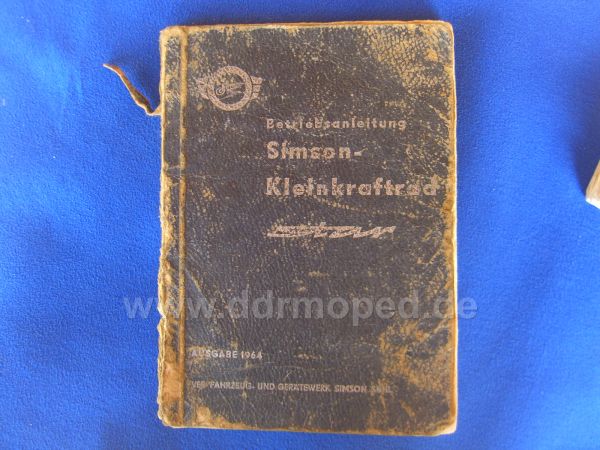 Betriebsanleitung
Simson-
Kleinkraftrad
star
www.ddrmoped.de
AUSGABE 1964
VEB FAHRZEUG- UND GERÄTEWERK SIMSON SUHL